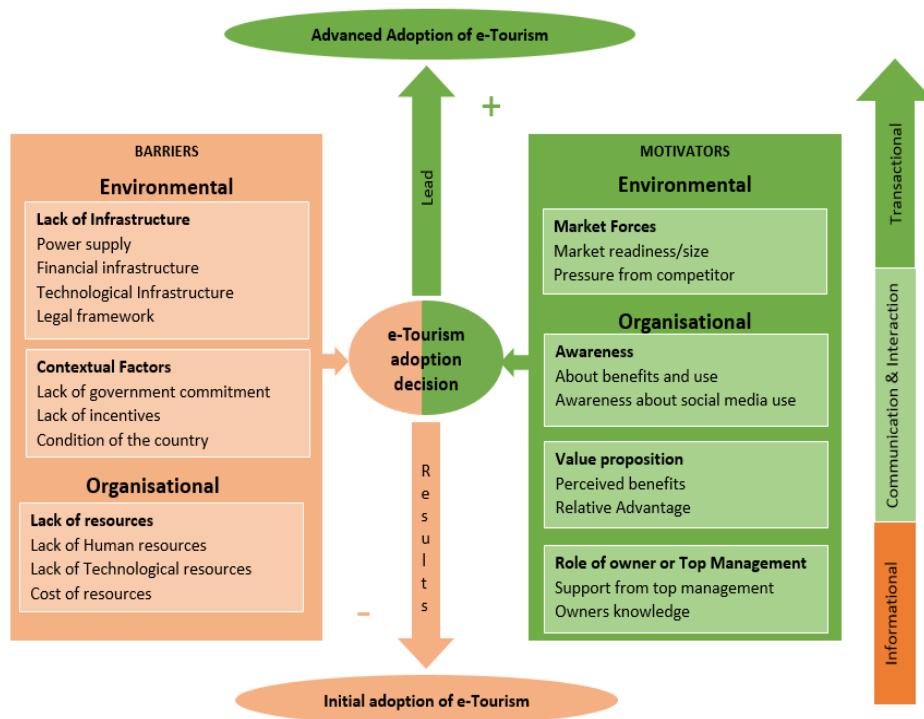 Advanced Adoption of e-Tourism
+
Lead
BARRIERS
Environmental
Lack of Infrastructure
Power supply
Financial infrastructure
Technological Infrastructure
Legal framework
Contextual Factors
Lack of government commitment
Lack of incentives
Condition of the country
Organisational
Lack of resources
Lack of Human resources
Lack of Technological resources
Cost of resources
e-Tourism
adoption
decision
MOTIVATORS
Environmental
Market Forces
Market readiness/size
Pressure from competitor
Organisational
Awareness
About benefits and use
Awareness about social media use
Value proposition
Perceived benefits
Relative Advantage
Role of owner or Top Management
Support from top management
Owners knowledge
Results
-
Initial adoption of e-Tourism
Transactional
Communication & Interaction
Informational